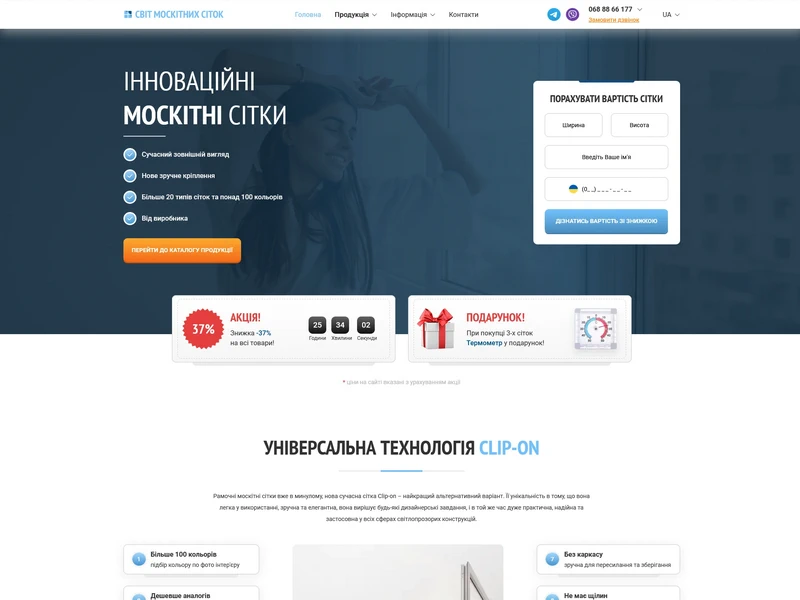 СВІТ МОСКІТНИХ СІТОК
Головна Продукція Інформація Контакти
068 88 66 177
Замовити дзвінок
UA
ІННОВАЦІЙНІ
МОСКІТНІ СІТКИ
Сучасний зовнішній вигляд
Нове зручне кріплення
Більше 20 типів сіток та понад 100 кольорів
Від виробника
ПЕРЕЙТИ ДО КАТАЛОГУ ПРОДУКЦІЇ
ПОРАХУВАТИ ВАРТІСТЬ СІТКИ
Ширина Висота
Введіть Ваше ім'я
(0__)___-__-__
ДІЗНАТИСЬ ВАРТІСТЬ ЗІ ЗНИЖКОЮ
37%
АКЦІЯ!
Знижка -37%
на всі товари!
25 34 02
Години Хвилини Секунди
ПОДАРУНОК!
При покупці 3-х сіток
Термометр у подарунок!
* ціни на сайті вказані з урахуванням акції
УНІВЕРСАЛЬНА ТЕХНОЛОГІЯ CLIP-ON
Рамочні москітні сітки вже в минулому, нова сучасна сітка Clip-on – найкращий альтернативний варіант. Її унікальність в тому, що вона
легка у використанні, зручна та елегантна, вона вирішує будь-які дизайнерські завдання, і в той же час дуже практична, надійна та
застосовна у всіх сферах світлопрозорих конструкцій.
1
Більше 100 кольорів
підбір кольору по фото інтер'єру
7
Без каркасу
зручна для пересилання та зберігання
Дешевше аналогів
Не має щілин